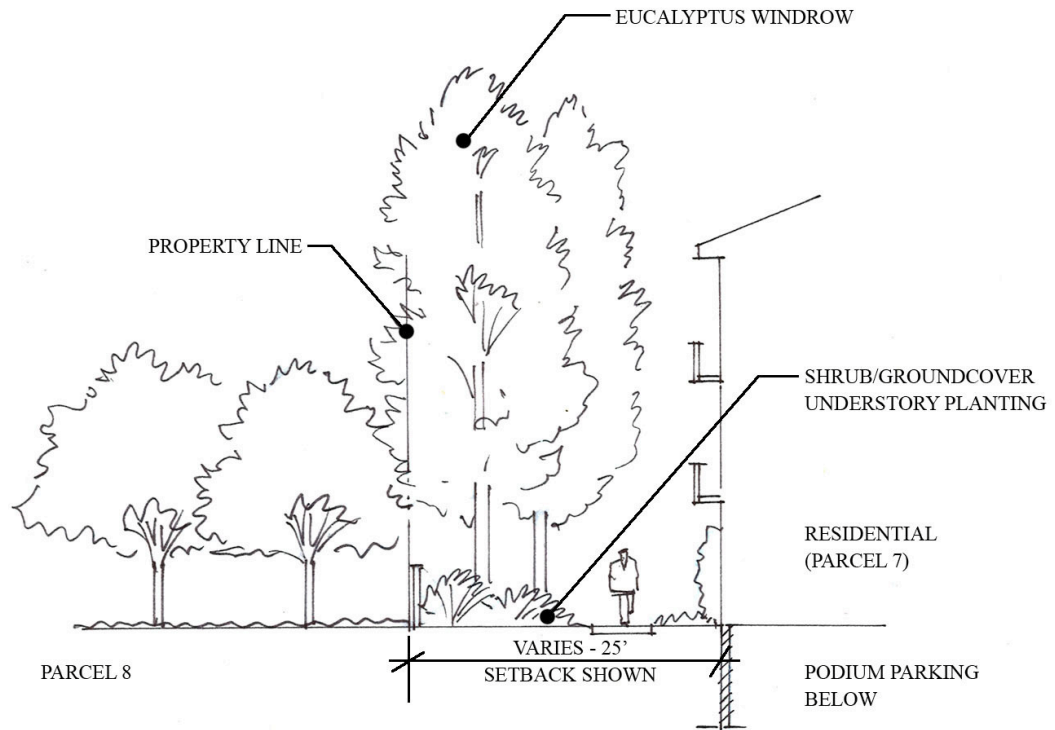 EUCALYPTUS WINDROW
PROPERTY LINE
SHRUB/GROUNDCOVER
UNDERSTORY PLANTING
RESIDENTIAL
(PARCEL 7)
VARIES - 25’
SETBACK SHOWN
PARCEL 8
PODIUM PARKING
BELOW